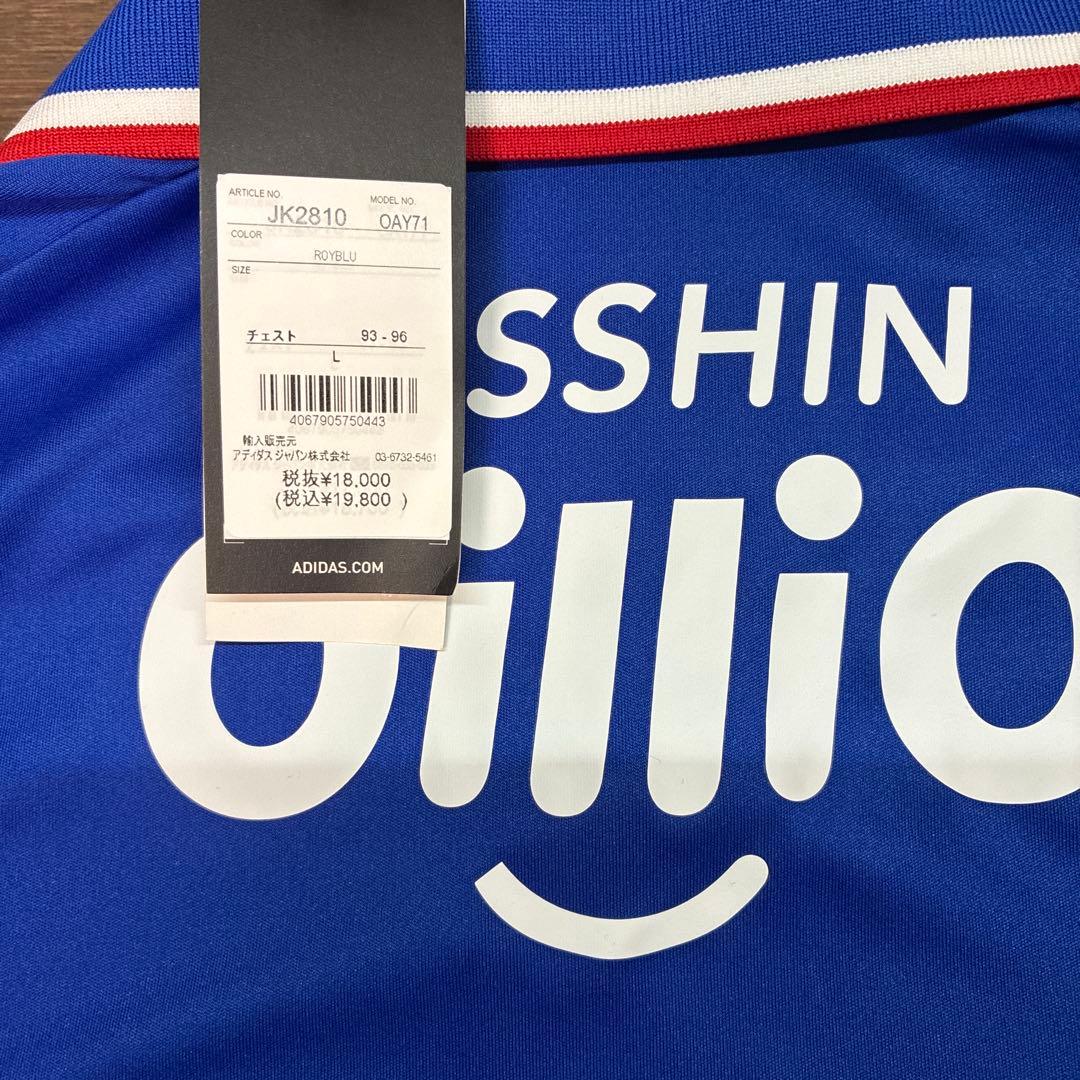 ARTICLE NO.
MODEL NO.
JK2810
OAY71
COLOR
ROYBLU
SIZE
チェスト 93 - 96
L
4067905750443
輸入販売元
アディダス ジャパン株式会社 03-6732-5461
税抜¥18,000
(税込¥19,800 )
ADIDAS.COM
SSHIN
illi